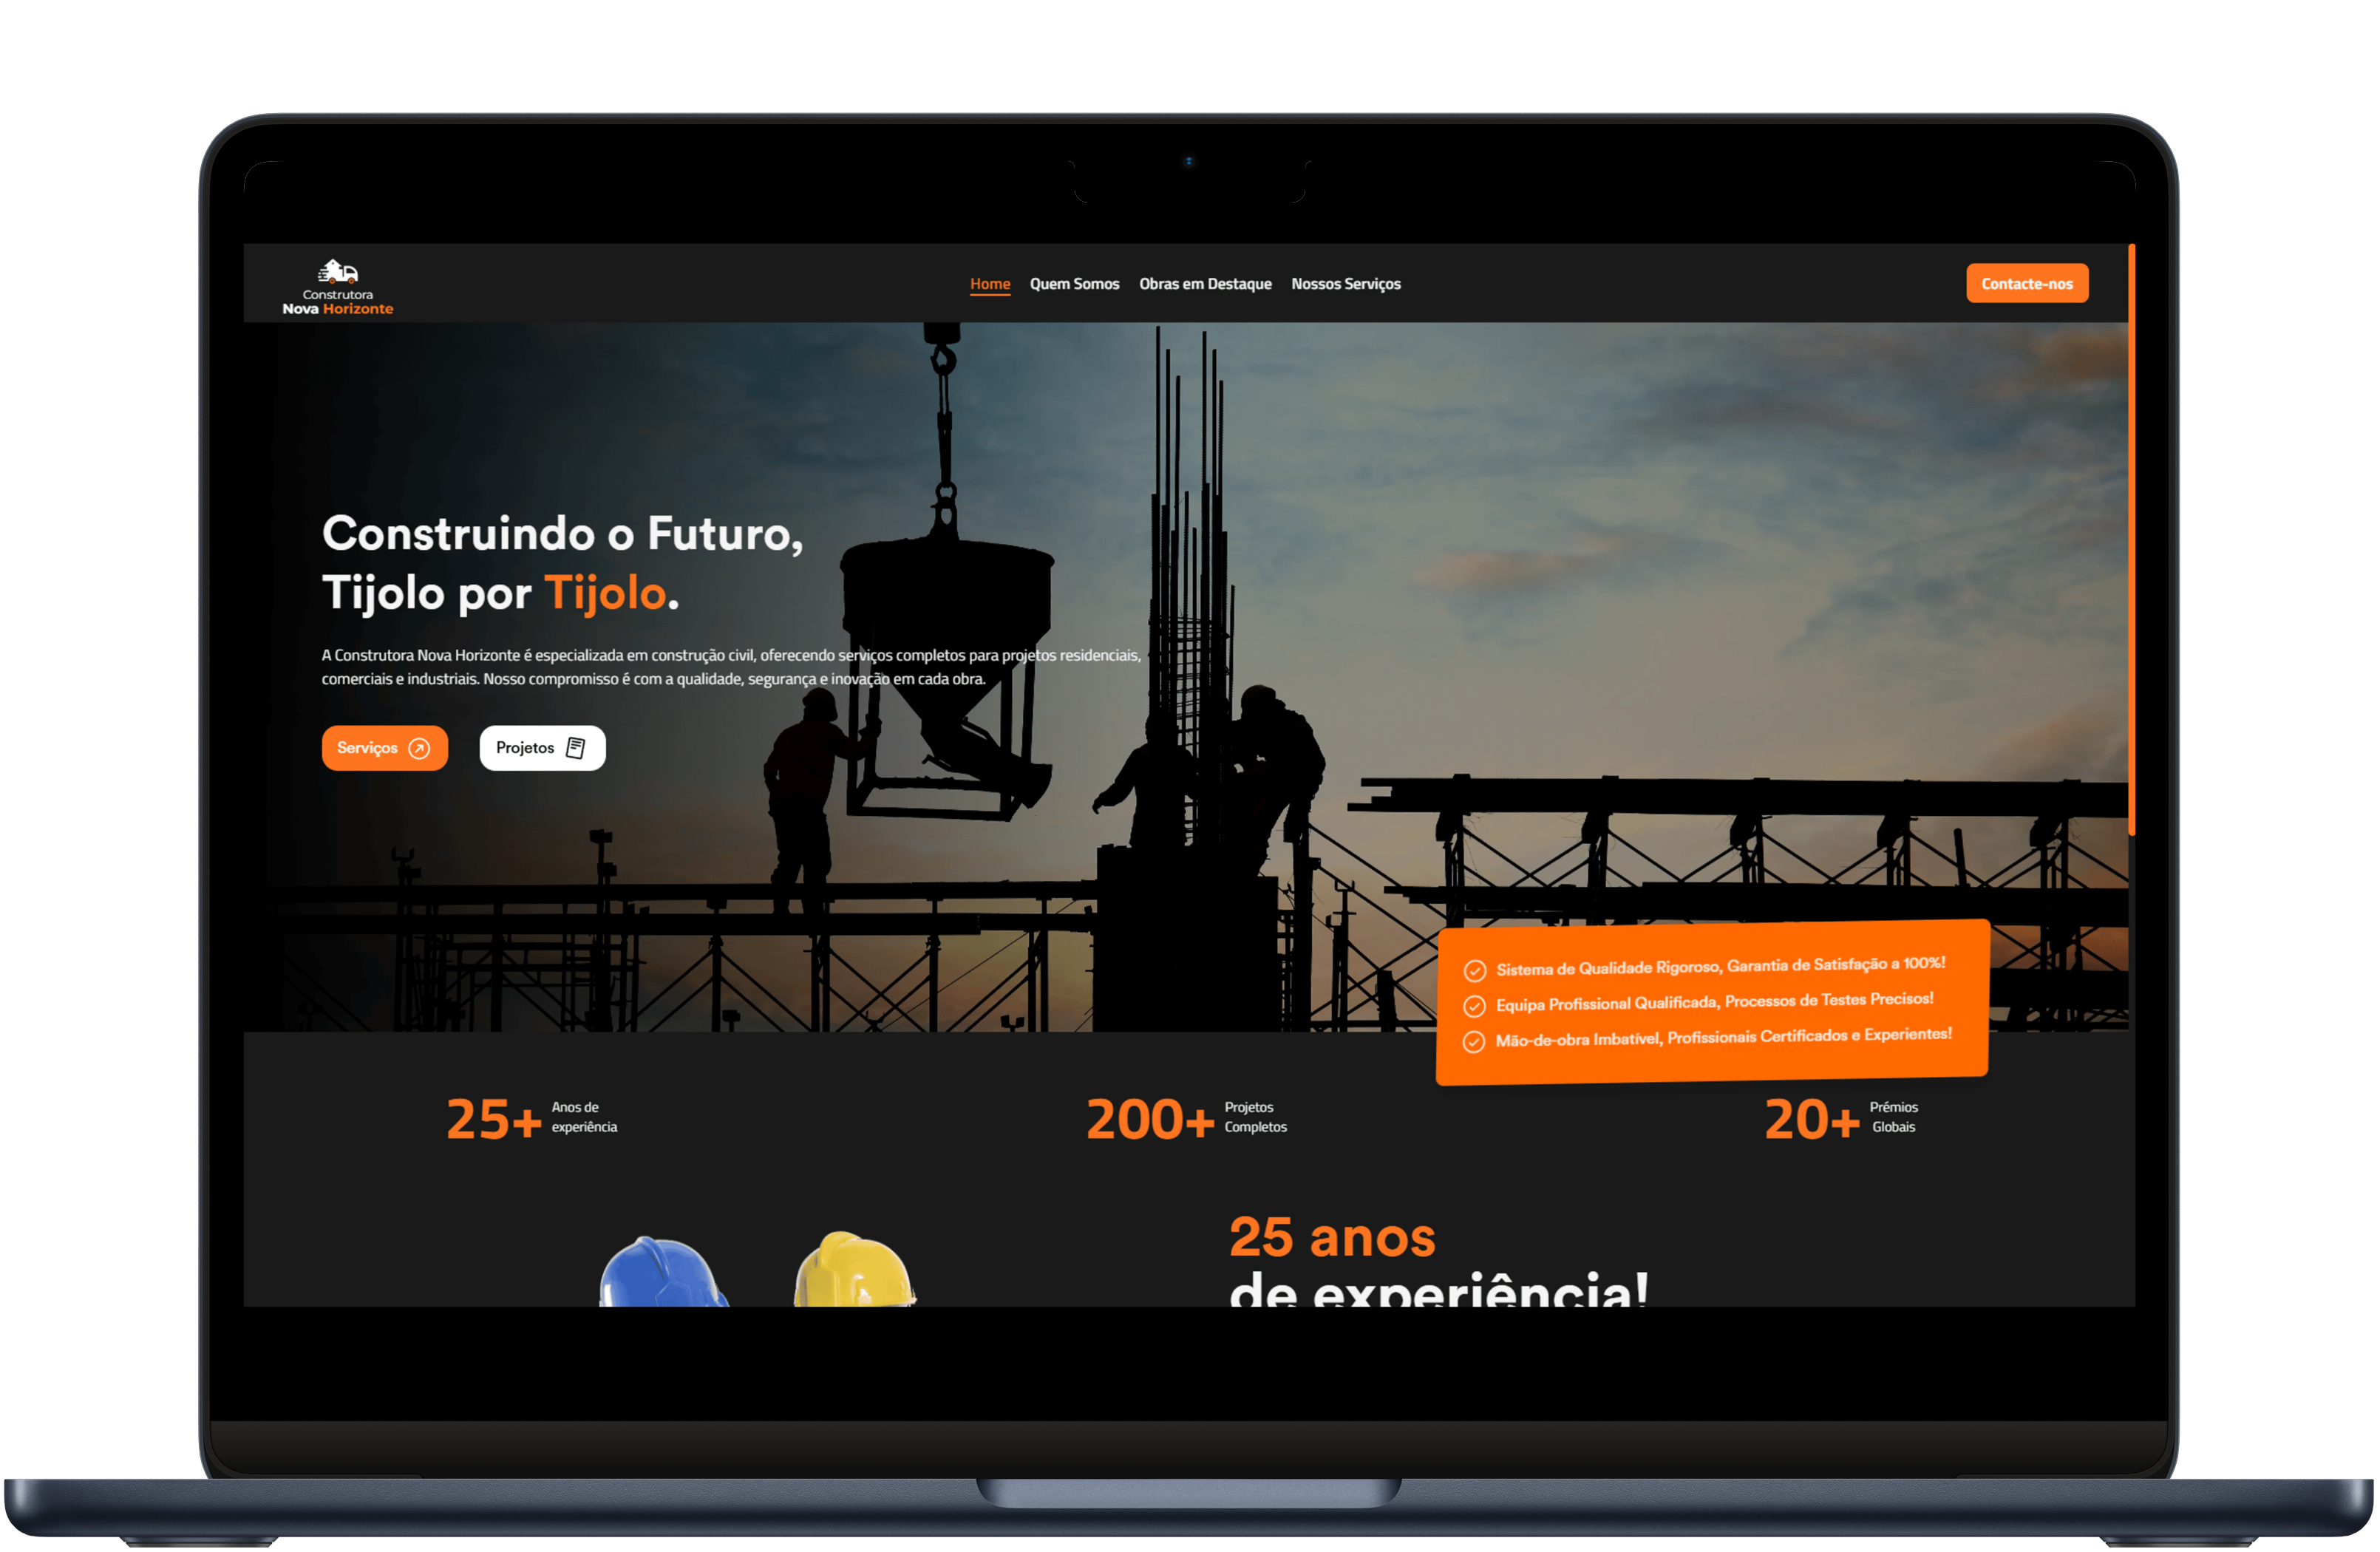 Construtora
Nova Horizonte
Home Quem Somos Obras em Destaque Nossos Serviços
Contacte-nos
Construindo o Futuro,
Tijolo por Tijolo.
A Construtora Nova Horizonte é especializada em construção civil, oferecendo serviços completos para projetos residenciais,
comerciais e industriais. Nosso compromisso é com a qualidade, segurança e inovação em cada obra.
Serviços
Projetos
Sistema de Qualidade Rigoroso, Garantia de Satisfação a 100%!
Equipa Profissional Qualificada, Processos de Testes Precisos!
Mão-de-obra Imbatível, Profissionais Certificados e Experientes!
25+
Anos de
experiência
200+
Projetos
Completos
20+
Prémios
Globais
25 anos
de experiência!